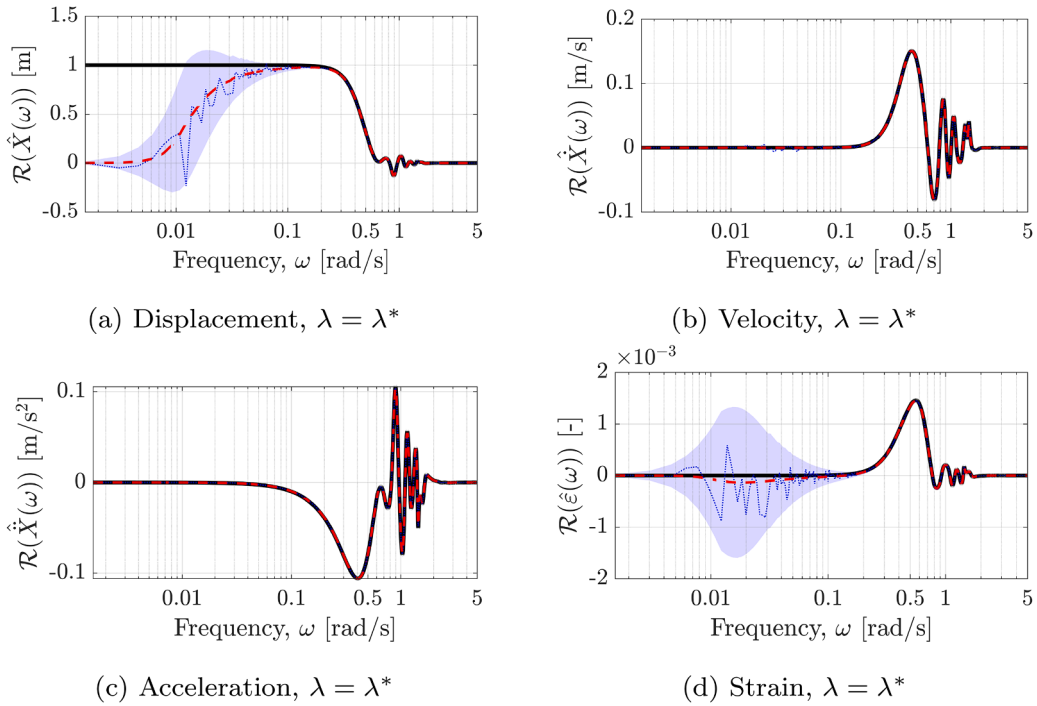 1.5
1
0.5
0
-0.5
ℛ(X̂(ω)) [m]
0.01 0.1 0.5 1 5
Frequency, ω [rad/s]
(a) Displacement, λ = λ*
0.2
0.1
0
-0.1
ℛ(Ẋ̂(ω)) [m/s]
0.01 0.1 0.5 1 5
Frequency, ω [rad/s]
(b) Velocity, λ = λ*
0.1
0
-0.1
ℛ(Ẍ̂(ω)) [m/s²]
0.01 0.1 0.5 1 5
Frequency, ω [rad/s]
(c) Acceleration, λ = λ*
×10⁻³
2
1
0
-1
-2
ℛ(ε̂(ω)) [-]
0.01 0.1 0.5 1 5
Frequency, ω [rad/s]
(d) Strain, λ = λ*